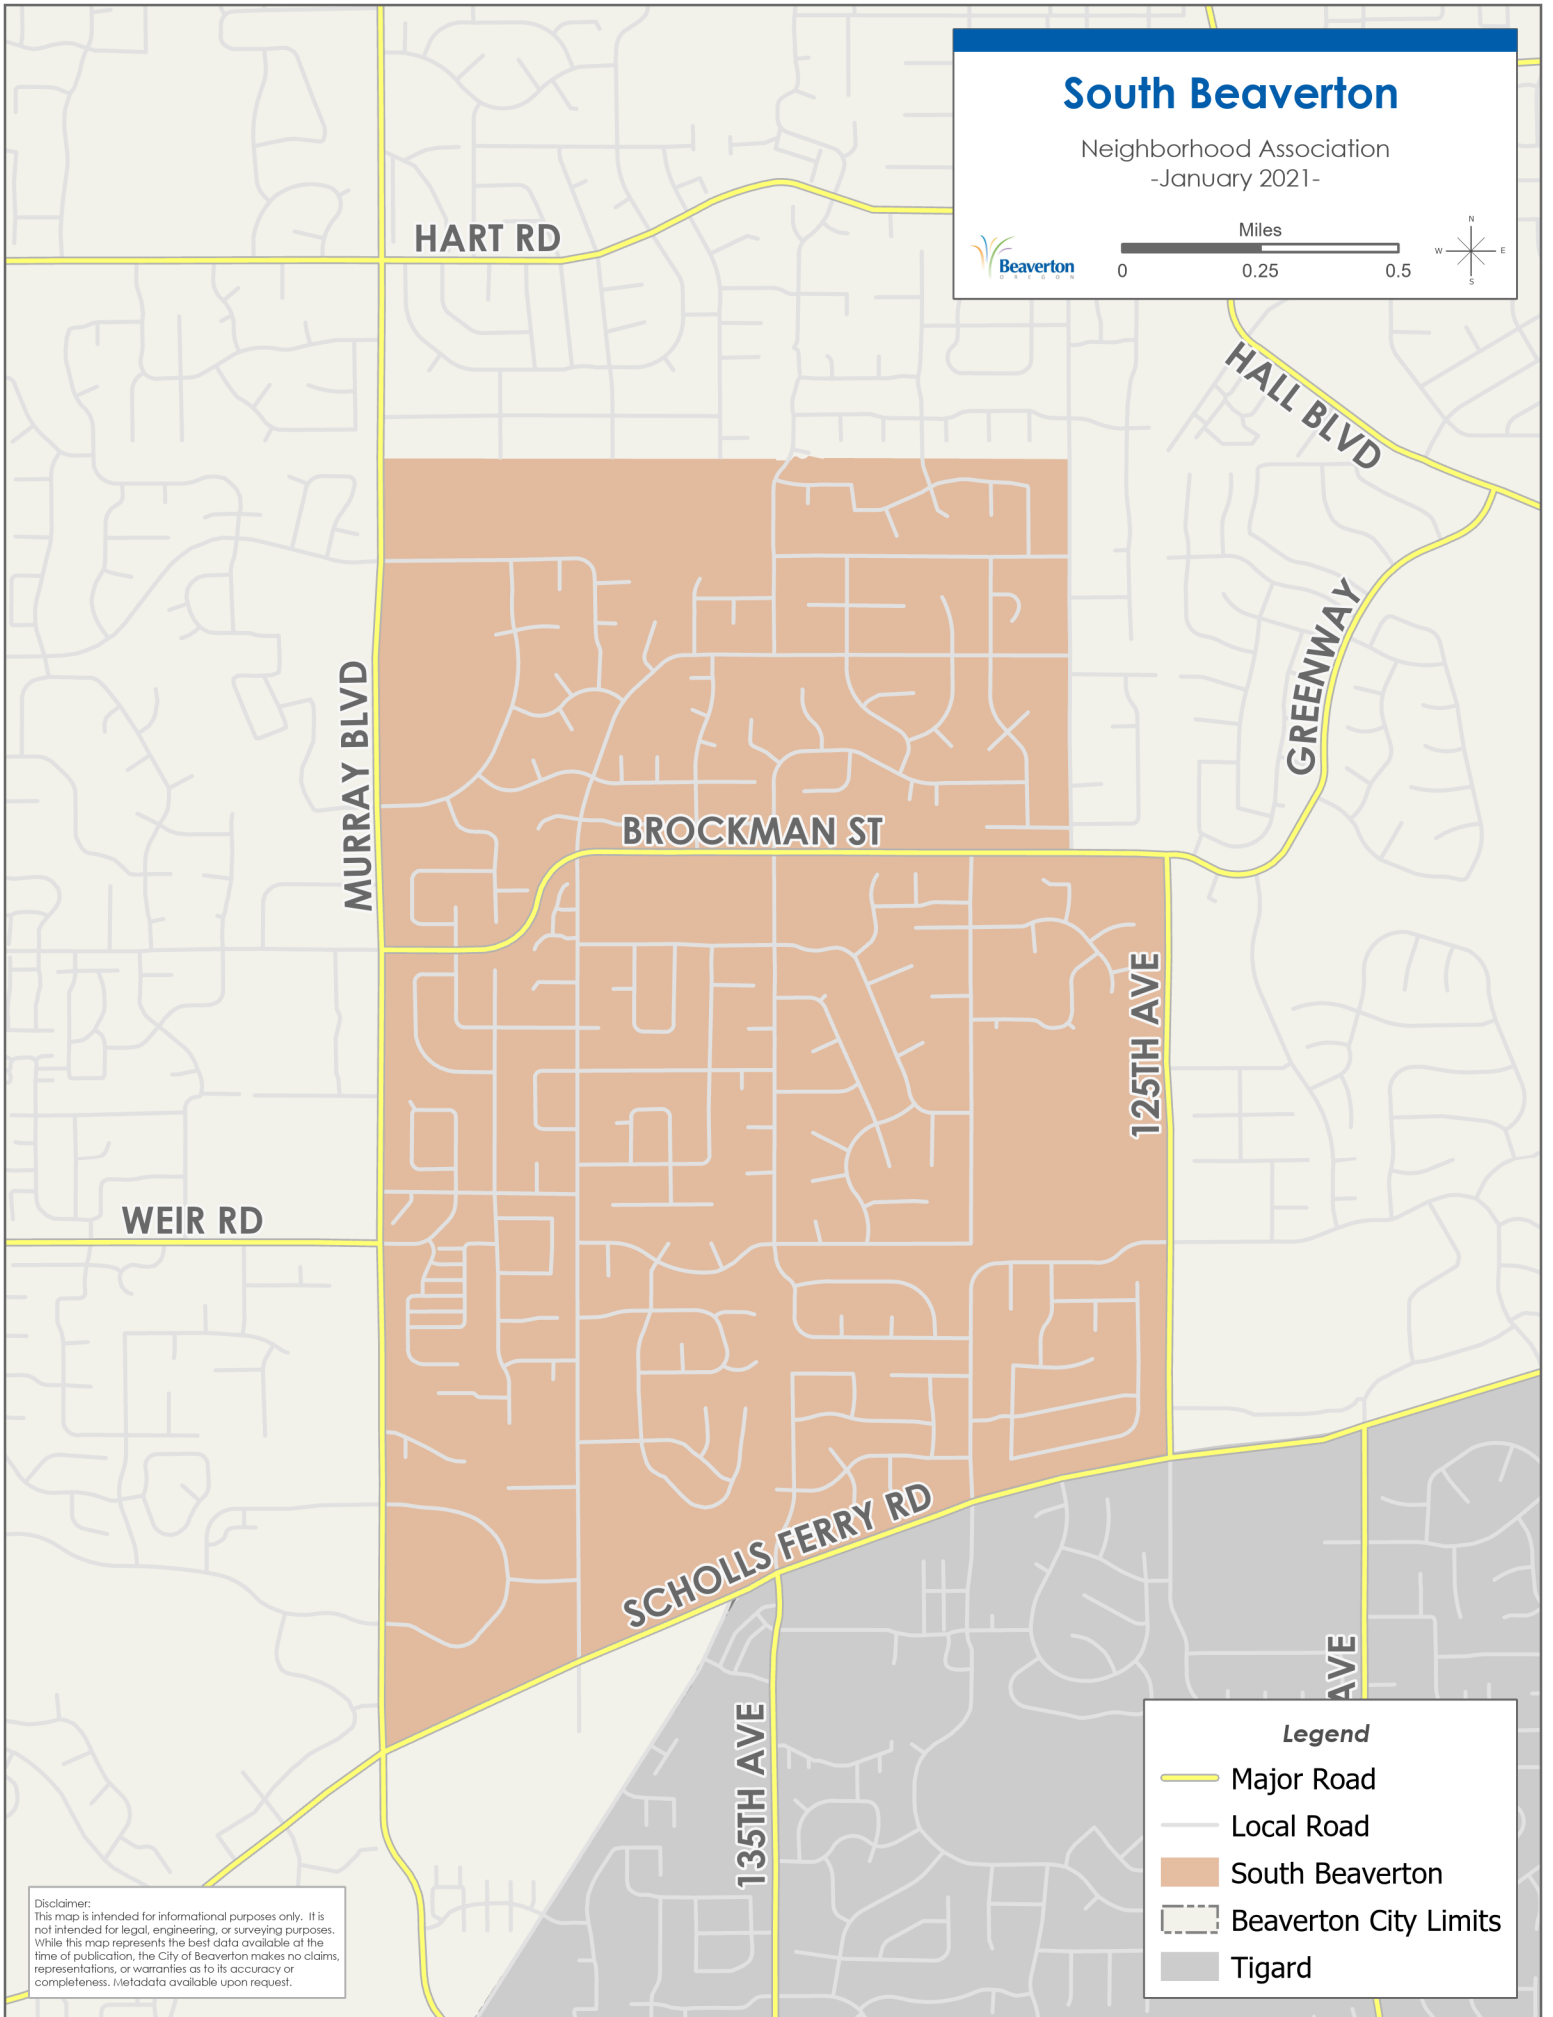 South Beaverton
Neighborhood Association
-January 2021-
Miles
0 0.25 0.5
N
W E
S
Beaverton
OREGON
HART RD
HALL BLVD
GREENWAY
MURRAY BLVD
BROCKMAN ST
125TH AVE
WEIR RD
SCHOLLS FERRY RD
135TH AVE
AVE
Legend
Major Road
Local Road
South Beaverton
Beaverton City Limits
Tigard
Disclaimer:
This map is intended for informational purposes only. It is
not intended for legal, engineering, or surveying purposes.
While this map represents the best data available at the
time of publication, the City of Beaverton makes no claims,
representations, or warranties as to its accuracy or
completeness. Metadata available upon request.